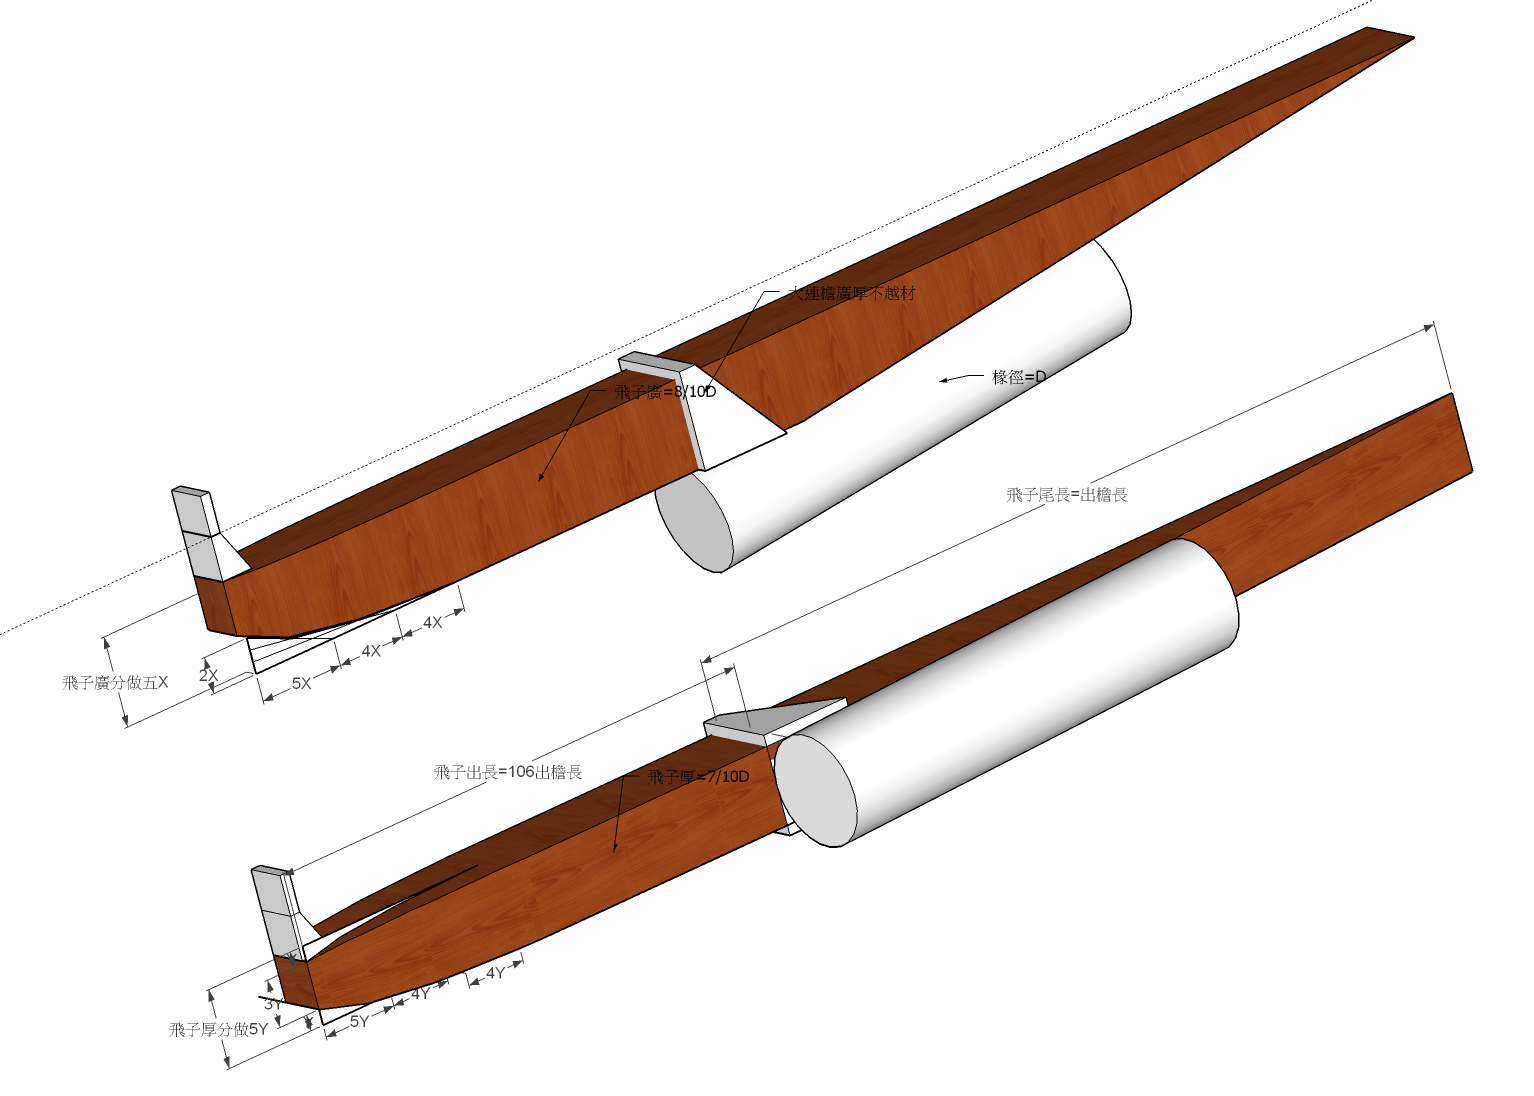 大連檐廣厚不越材
椽徑=D
飛子廣=8/10D
4X
4X
5X
2X
飛子廣分做五X
飛子尾長=出檐長
飛子出長=106出檐長
飛子厚=7/10D
4Y
4Y
5Y
Y
3Y
Y
飛子厚分做5Y